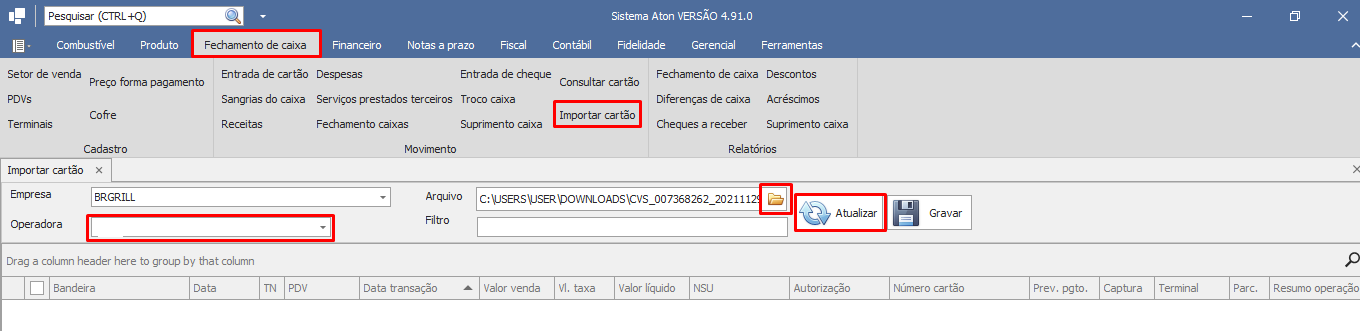 Pesquisar (CTRL+Q)
Sistema Aton VERSÃO 4.91.0
Combustível Produto Fechamento de caixa Financeiro Notas a prazo Fiscal Contábil Fidelidade Gerencial Ferramentas
Setor de venda
PDVs
Terminais
Preço forma pagamento
Cofre
Cadastro
Entrada de cartão
Sangrias do caixa
Receitas
Despesas
Serviços prestados terceiros
Fechamento caixas
Entrada de cheque
Troco caixa
Suprimento caixa
Consultar cartão
Importar cartão
Movimento
Fechamento de caixa
Diferenças de caixa
Cheques a receber
Descontos
Acréscimos
Suprimento caixa
Relatórios
Importar cartão
Empresa BRGRILL
Operadora
Arquivo C:\USERS\USER\DOWNLOADS\CVS_007368262_20211129
Filtro
Atualizar
Gravar
Drag a column header here to group by that column
Bandeira Data TN PDV Data transação Valor venda Vl. taxa Valor líquido NSU Autorização Número cartão Prev. pgto. Captura Terminal Parc. Resumo operação